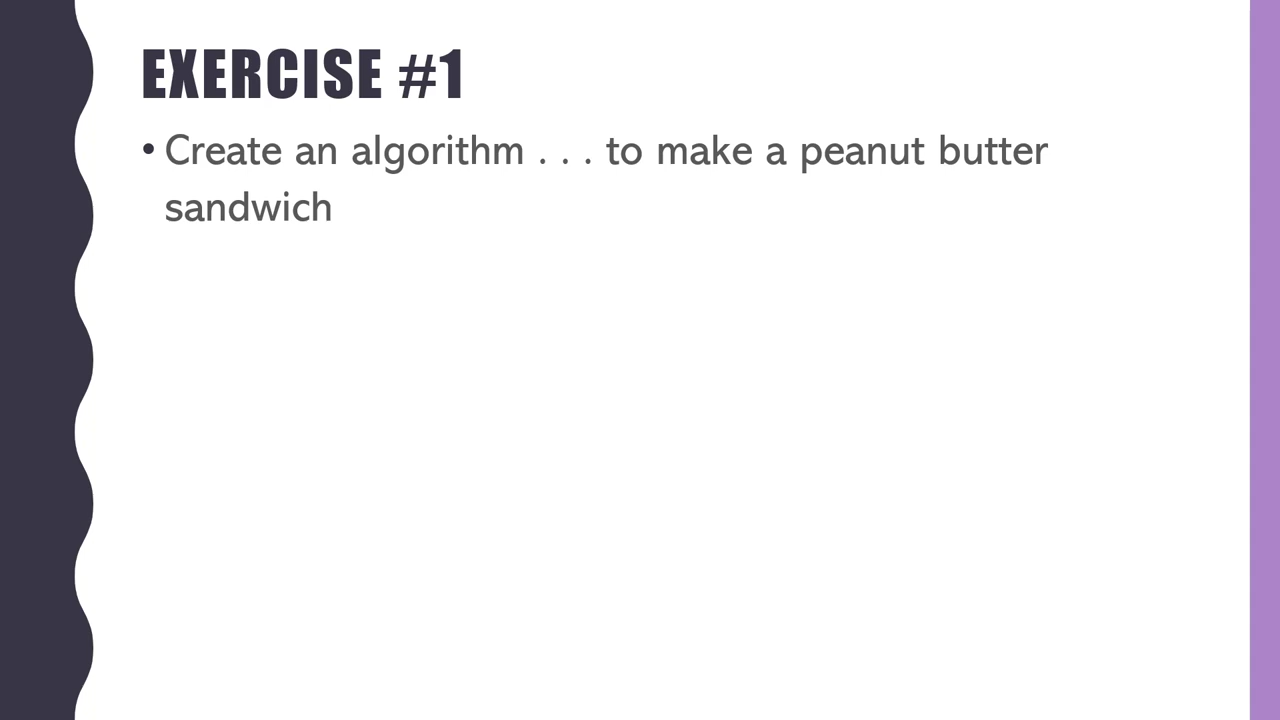 EXERCISE #1
• Create an algorithm . . . to make a peanut butter
sandwich